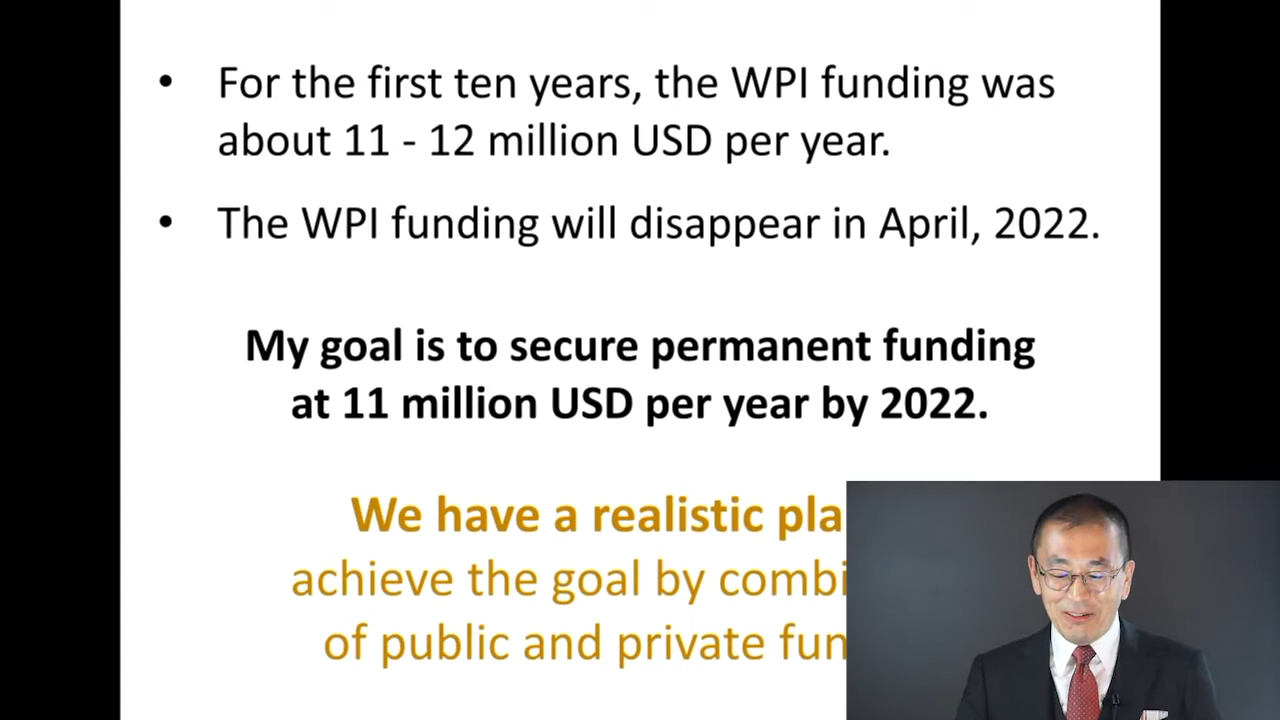 • For the first ten years, the WPI funding was
about 11 - 12 million USD per year.
• The WPI funding will disappear in April, 2022.
My goal is to secure permanent funding
at 11 million USD per year by 2022.
We have a realistic pla
achieve the goal by combi
of public and private fun